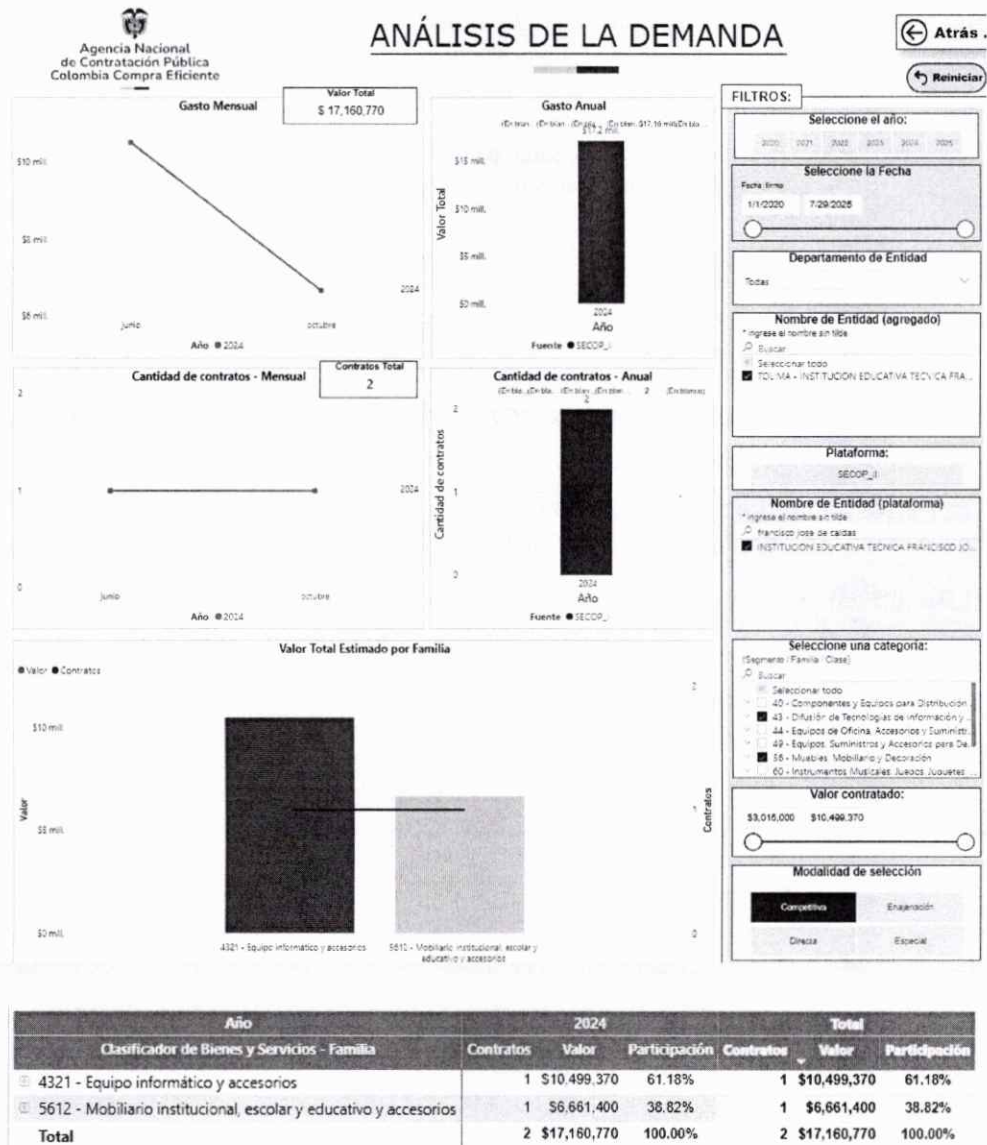 Agencia Nacional
de Contratación Pública
Colombia Compra Eficiente
ANÁLISIS DE LA DEMANDA
Atrás .
Reiniciar
Gasto Mensual
Valor Total
$ 17,160,770
$10 mill.
$8 mill.
$6 mill.
junio
octubre
2024
Año 2024
Gasto Anual
$17.2 mill.
$15 mill.
$10 mill.
$5 mill.
$0 mill.
Valor Total
2024
Año
Fuente SECOP_II
Cantidad de contratos - Mensual
Contratos Total
2
2
1
0
junio
octubre
2024
Año 2024
Cantidad de contratos - Anual
2
2
2
1
0
Cantidad de contratos
2024
Año
Fuente SECOP_
Valor Total Estimado por Familia
Valor Contratos
$10 mill.
$5 mill.
$0 mill.
Valor
2
1
0
Contratos
4321 - Equipo informático y accesorios
5612 - Mobiliario institucional, escolar y
educativo y accesorios
FILTROS:
Seleccione el año:
2020 2021 2022 2023 2024 2025
Seleccione la Fecha
Fecha firma
1/1/2020 7/29/2025
Departamento de Entidad
Todas
Nombre de Entidad (agregado)
* Ingrese el nombre sin tilde
Buscar
Seleccionar todo
TOLIMA - INSTITUCION EDUCATIVA TECNICA FRA...
Plataforma:
SECOP_II
Nombre de Entidad (plataforma)
* Ingrese el nombre sin tilde
francisco jose de caldas
INSTITUCION EDUCATIVA TECNICA FRANCISCO JO...
Seleccione una categoría:
(Segmento / Familia / Clase)
Buscar
Seleccionar todo
40 - Componentes y Equipos para Distribución ...
43 - Difusión de Tecnologías de Información y ...
44 - Equipos de Oficina, Accesorios y Suministr...
49 - Equipos, Suministros y Accesorios para De...
56 - Muebles, Mobiliario y Decoración
60 - Instrumentos Musicales, Juegos, Juguetes, ...
Valor contratado:
$3,016,000 $10,499,370
Modalidad de selección
Competitiva Enajenación
Directa Especial
Año 2024 Total
Clasificador de Bienes y Servicios - Familia Contratos Valor Participación Contratos Valor Participación
4321 - Equipo informático y accesorios 1 $10,499,370 61.18% 1 $10,499,370 61.18%
5612 - Mobiliario institucional, escolar y educativo y accesorios 1 $6,661,400 38.82% 1 $6,661,400 38.82%
Total 2 $17,160,770 100.00% 2 $17,160,770 100.00%